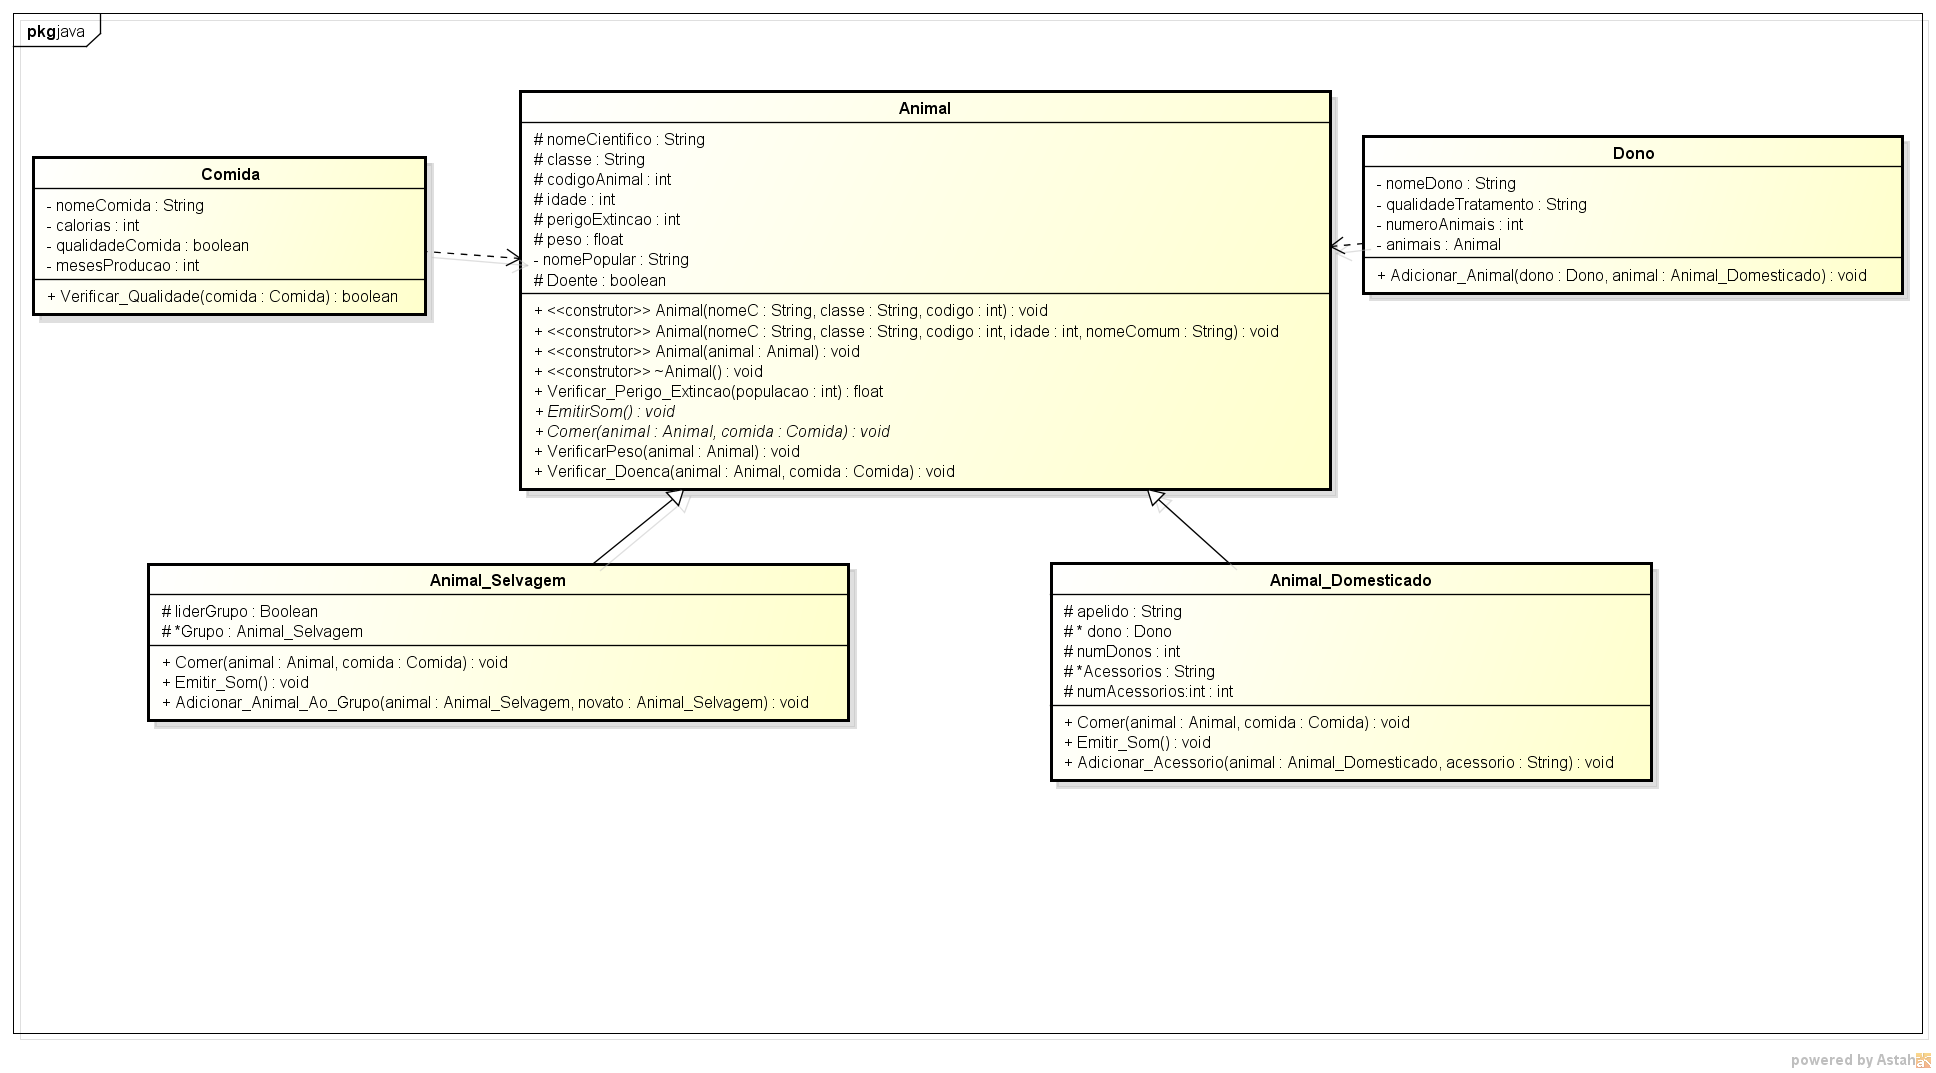 pkgjava
Animal
# nomeCientifico : String
# classe : String
# codigoAnimal : int
# idade : int
# perigoExtincao : int
# peso : float
- nomePopular : String
# Doente : boolean
+ <<construtor>> Animal(nomeC : String, classe : String, codigo : int) : void
+ <<construtor>> Animal(nomeC : String, classe : String, codigo : int, idade : int, nomeComum : String) : void
+ <<construtor>> Animal(animal : Animal) : void
+ <<construtor>> ~Animal() : void
+ Verificar_Perigo_Extincao(populacao : int) : float
+ EmitirSom() : void
+ Comer(animal : Animal, comida : Comida) : void
+ VerificarPeso(animal : Animal) : void
+ Verificar_Doenca(animal : Animal, comida : Comida) : void
Comida
- nomeComida : String
- calorias : int
- qualidadeComida : boolean
- mesesProducao : int
+ Verificar_Qualidade(comida : Comida) : boolean
Dono
- nomeDono : String
- qualidadeTratamento : String
- numeroAnimais : int
- animais : Animal
+ Adicionar_Animal(dono : Dono, animal : Animal_Domesticado) : void
Animal_Selvagem
# liderGrupo : Boolean
# *Grupo : Animal_Selvagem
+ Comer(animal : Animal, comida : Comida) : void
+ Emitir_Som() : void
+ Adicionar_Animal_Ao_Grupo(animal : Animal_Selvagem, novato : Animal_Selvagem) : void
Animal_Domesticado
# apelido : String
# * dono : Dono
# numDonos : int
# *Acessorios : String
# numAcessorios:int : int
+ Comer(animal : Animal, comida : Comida) : void
+ Emitir_Som() : void
+ Adicionar_Acessorio(animal : Animal_Domesticado, acessorio : String) : void
powered by Astah